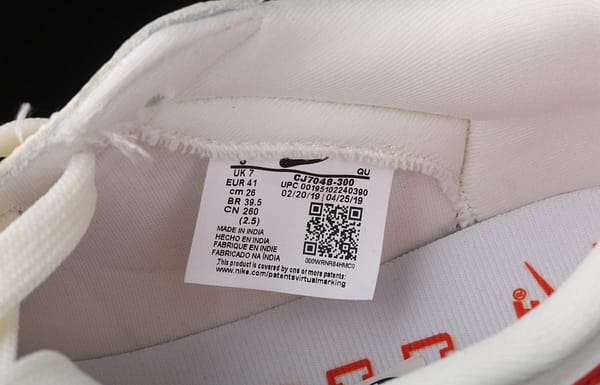 QU
UK 7
EUR 41
cm 26
BR 39.5
CN 260
(2.5)
CJ7048-300
UPC 00195102240390
02/20/19 | 04/25/19
MADE IN INDIA
HECHO EN INDIA
FABRIQUE EN INDIE
FABRICADO NA ÍNDIA
000WRNR84HMC0
This product is covered by one or more patents:
www.nike.com/patentsvirtualmarking